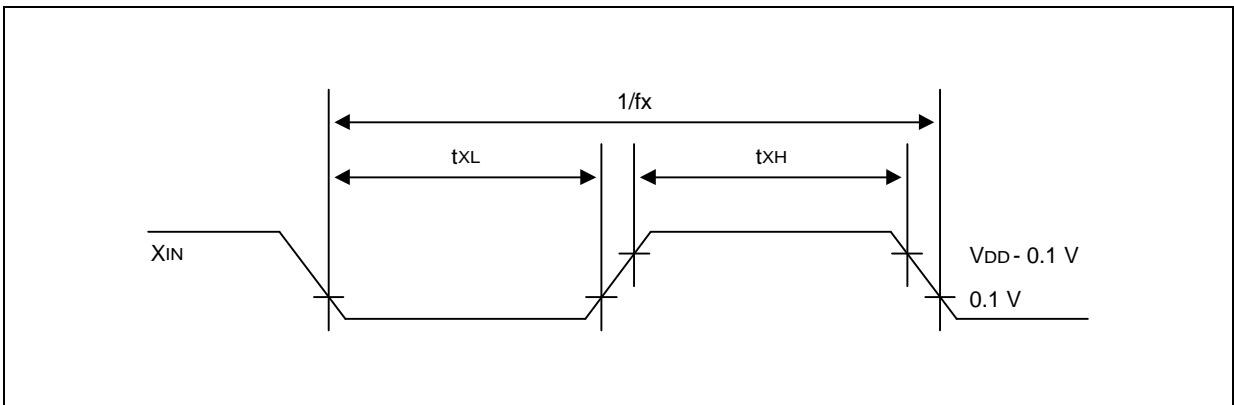 1/fx
tXL
tXH
XIN
VDD - 0.1 V
0.1 V